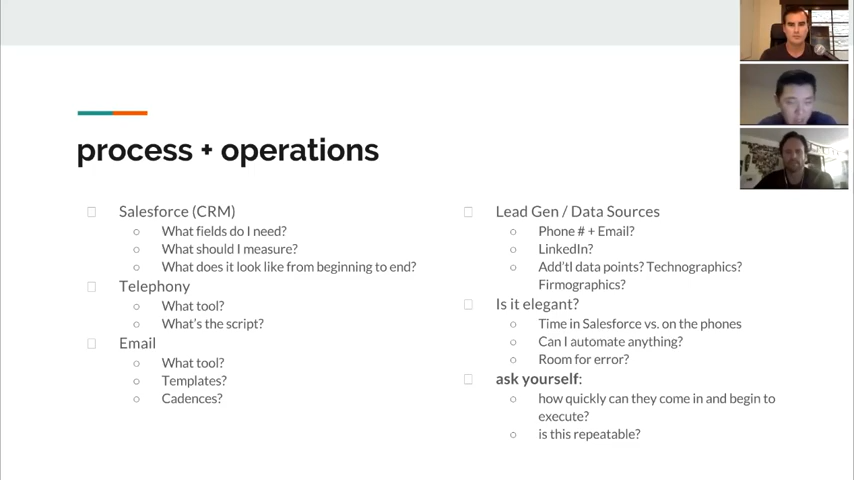 process + operations
Salesforce (CRM)
What fields do I need?
What should I measure?
What does it look like from beginning to end?
Telephony
What tool?
What's the script?
Email
What tool?
Templates?
Cadences?
Lead Gen / Data Sources
Phone # + Email?
LinkedIn?
Add'tl data points? Technographics?
Firmographics?
Is it elegant?
Time in Salesforce vs. on the phones
Can I automate anything?
Room for error?
ask yourself:
how quickly can they come in and begin to
execute?
is this repeatable?